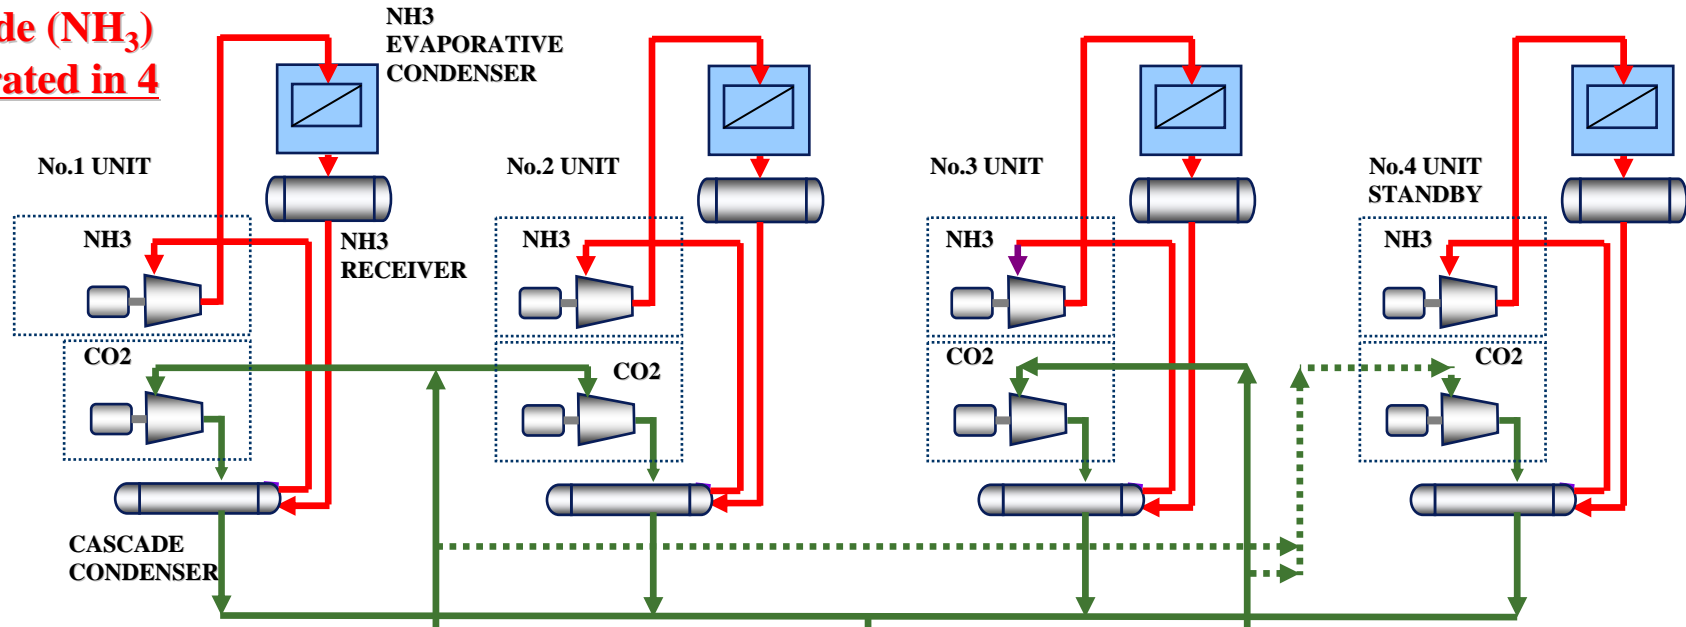 de (NH₃)
rated in 4
NH3
EVAPORATIVE
CONDENSER
No.1 UNIT
No.2 UNIT
No.3 UNIT
No.4 UNIT
STANDBY
NH3
NH3
RECEIVER
NH3
NH3
NH3
CO2
CO2
CO2
CO2
CASCADE
CONDENSER